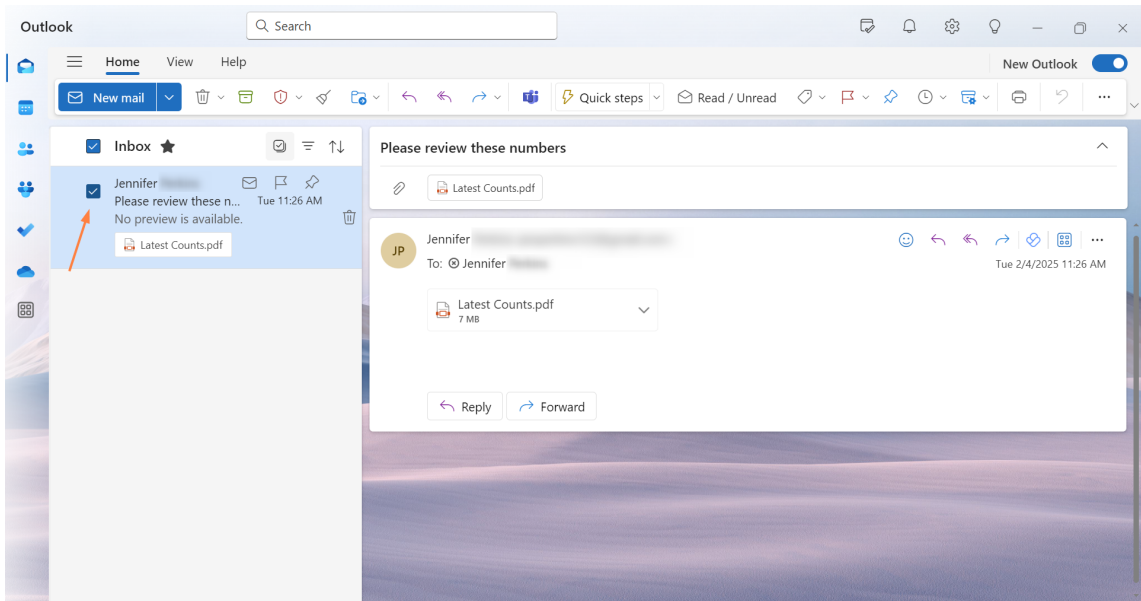 Outlook
Search
Home View Help
New Outlook
New mail
Quick steps
Read / Unread
Inbox
Jennifer
Please review these n... Tue 11:26 AM
No preview is available.
Latest Counts.pdf
Please review these numbers
Latest Counts.pdf
JP
Jennifer
To: Jennifer
Tue 2/4/2025 11:26 AM
Latest Counts.pdf
7 MB
Reply
Forward